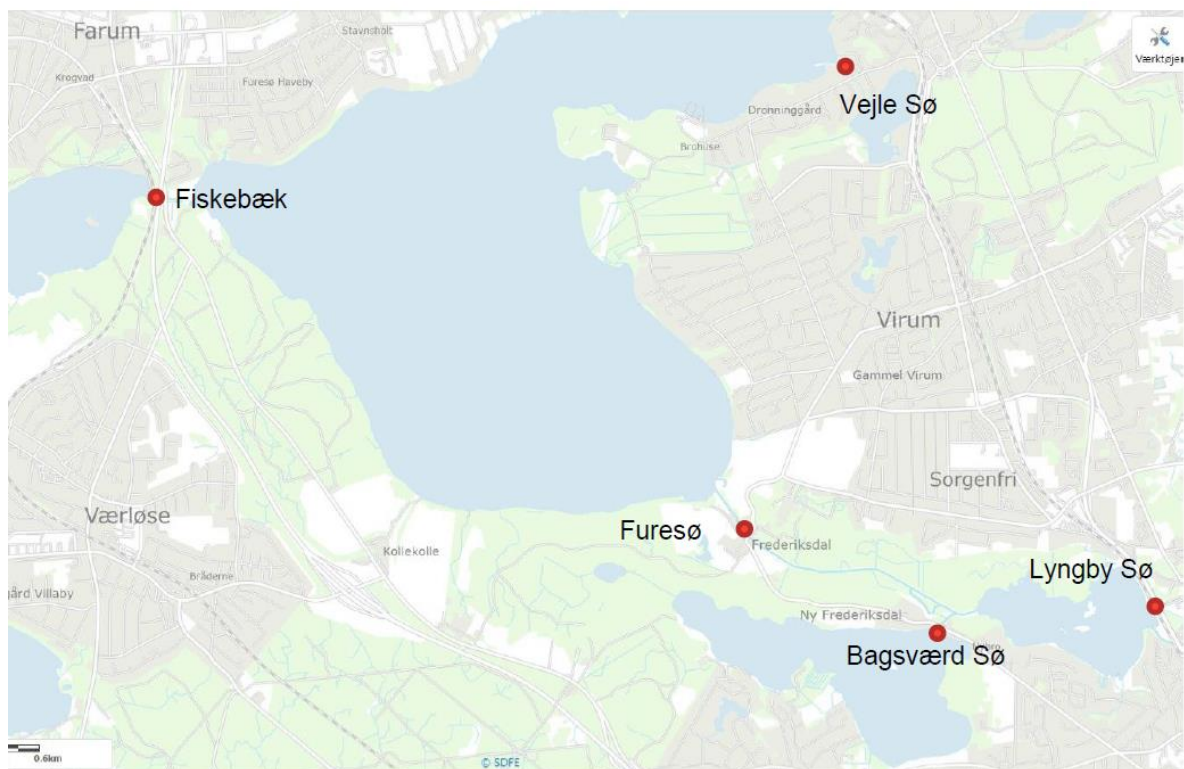 Farum
Stavnsholt
Værktøjer
Krogvad
Furesø Haveby
Vejle Sø
Dronninggård
Brohuse
Fiskebæk
Virum
Gammel Virum
Sorgenfri
Værløse
Furesø
Frederiksdal
Kollekolle
Lyngby Sø
Bråderne
gård Villaby
Ny Frederiksdal
Bagsværd Sø
0.6km
© SDFE